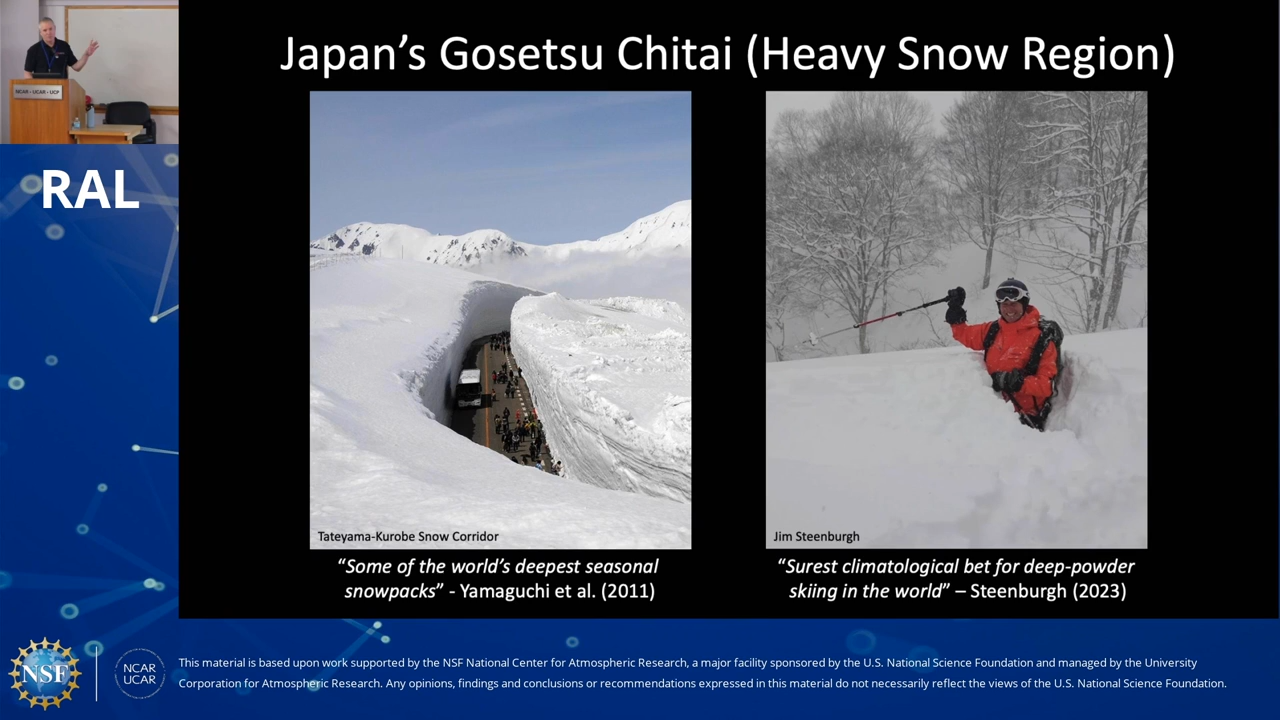 NCAR - UCAR - UCP
RAL
Japan’s Gosetsu Chitai (Heavy Snow Region)
Tateyama-Kurobe Snow Corridor
“Some of the world’s deepest seasonal
snowpacks” - Yamaguchi et al. (2011)
Jim Steenburgh
“Surest climatological bet for deep-powder
skiing in the world” – Steenburgh (2023)
NSF
NCAR
UCAR
This material is based upon work supported by the NSF National Center for Atmospheric Research, a major facility sponsored by the U.S. National Science Foundation and managed by the University
Corporation for Atmospheric Research. Any opinions, findings and conclusions or recommendations expressed in this material do not necessarily reflect the views of the U.S. National Science Foundation.